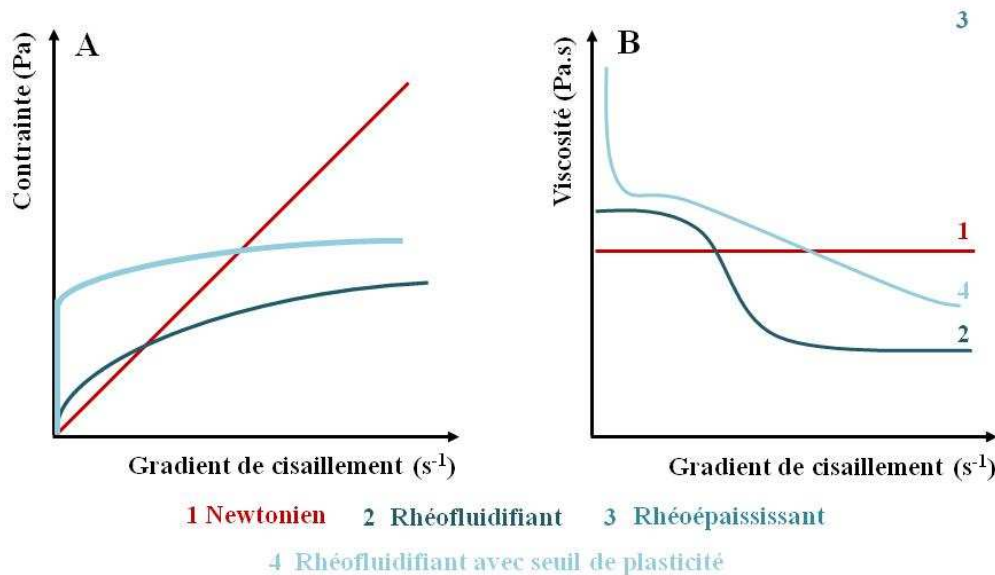 A
Contrainte (Pa)
Gradient de cisaillement (s⁻¹)
B
3
Viscosité (Pa.s)
1
4
2
Gradient de cisaillement (s⁻¹)
1 Newtonien 2 Rhéofluidifiant 3 Rhéoépaississant
4 Rhéofluidifiant avec seuil de plasticité